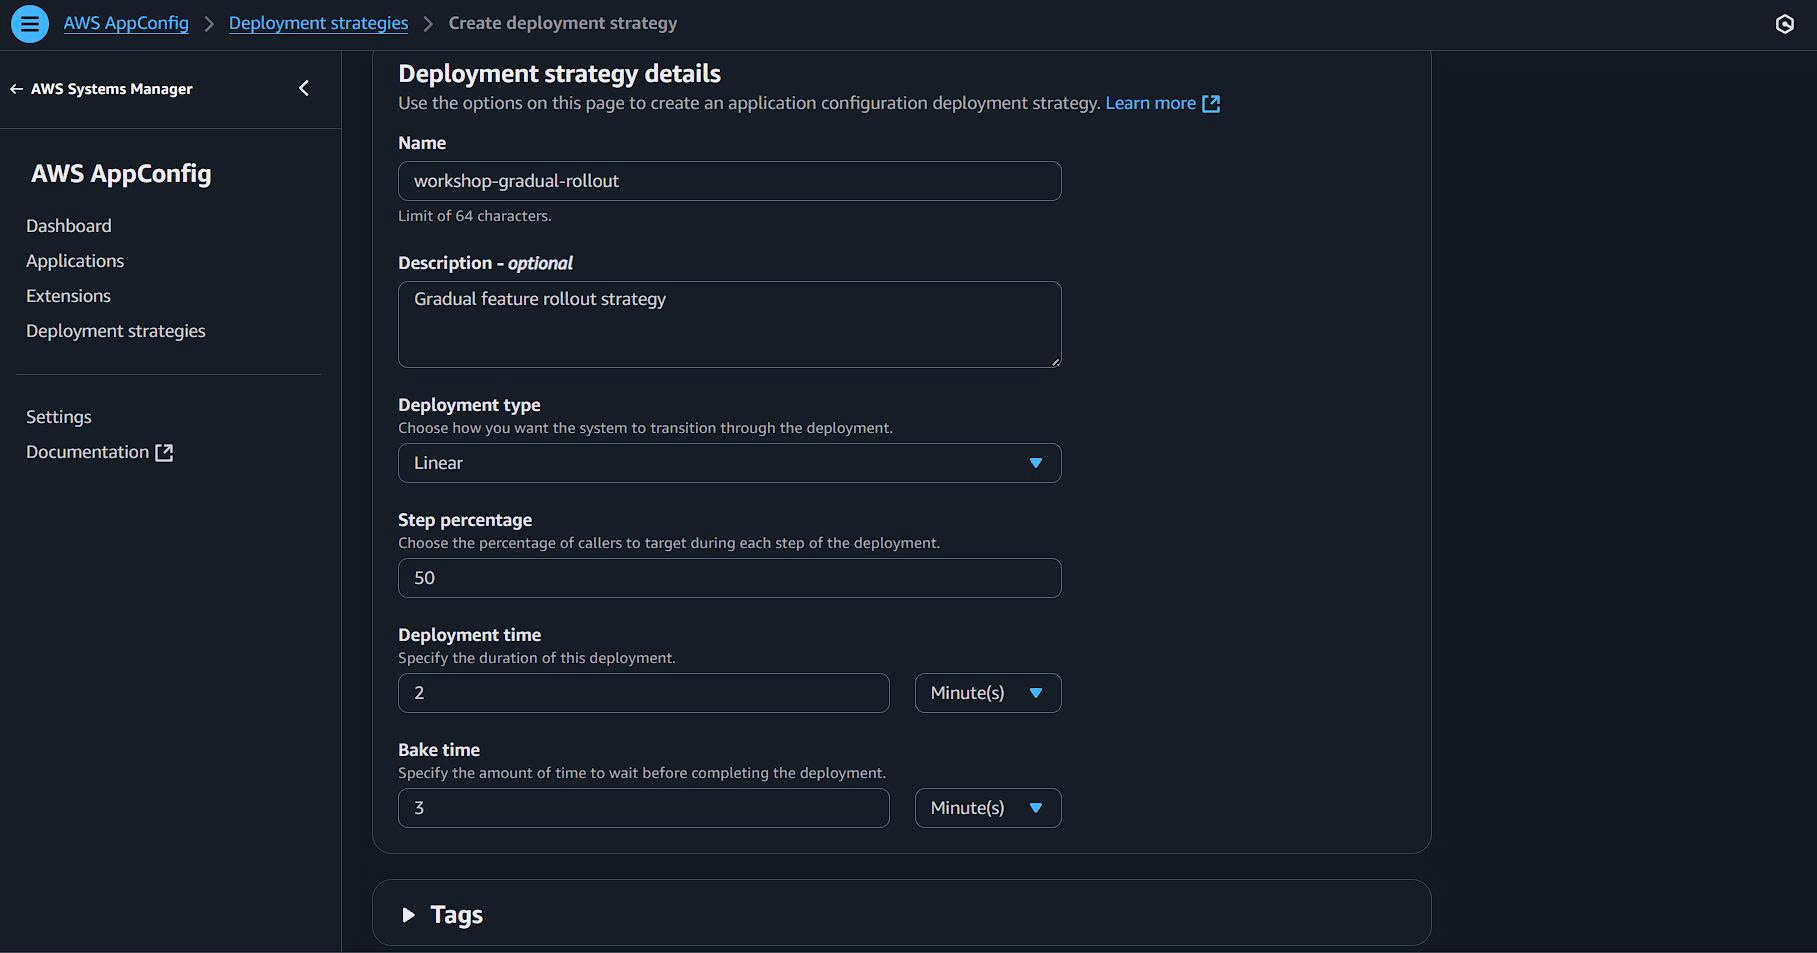 AWS AppConfig > Deployment strategies > Create deployment strategy
AWS Systems Manager
AWS AppConfig
Dashboard
Applications
Extensions
Deployment strategies
Settings
Documentation
Deployment strategy details
Use the options on this page to create an application configuration deployment strategy. Learn more
Name
workshop-gradual-rollout
Limit of 64 characters.
Description - optional
Gradual feature rollout strategy
Deployment type
Choose how you want the system to transition through the deployment.
Linear
Step percentage
Choose the percentage of callers to target during each step of the deployment.
50
Deployment time
Specify the duration of this deployment.
2 Minute(s)
Bake time
Specify the amount of time to wait before completing the deployment.
3 Minute(s)
Tags